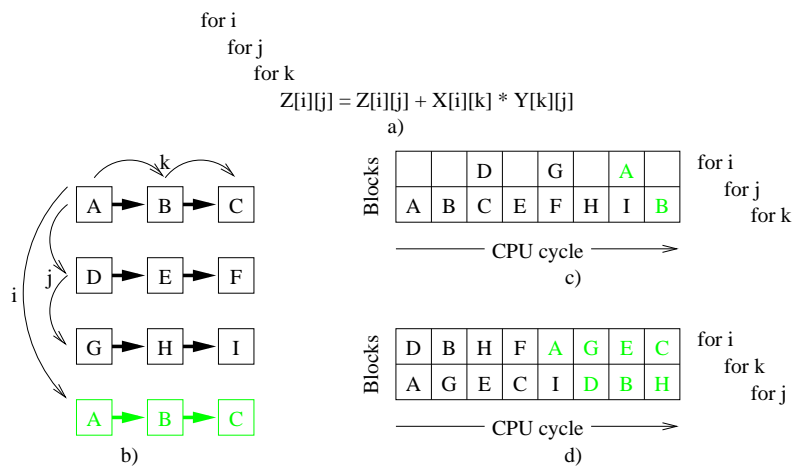 for i
for j
for k
Z[i][j] = Z[i][j] + X[i][k] * Y[k][j]
a)
k
A B C
j
D E F
i
G H I
A B C
b)
Blocks
D G A
A B C E F H I B
for i
for j
for k
CPU cycle
c)
Blocks
D B H F A G E C
A G E C I D B H
for i
for k
for j
CPU cycle
d)